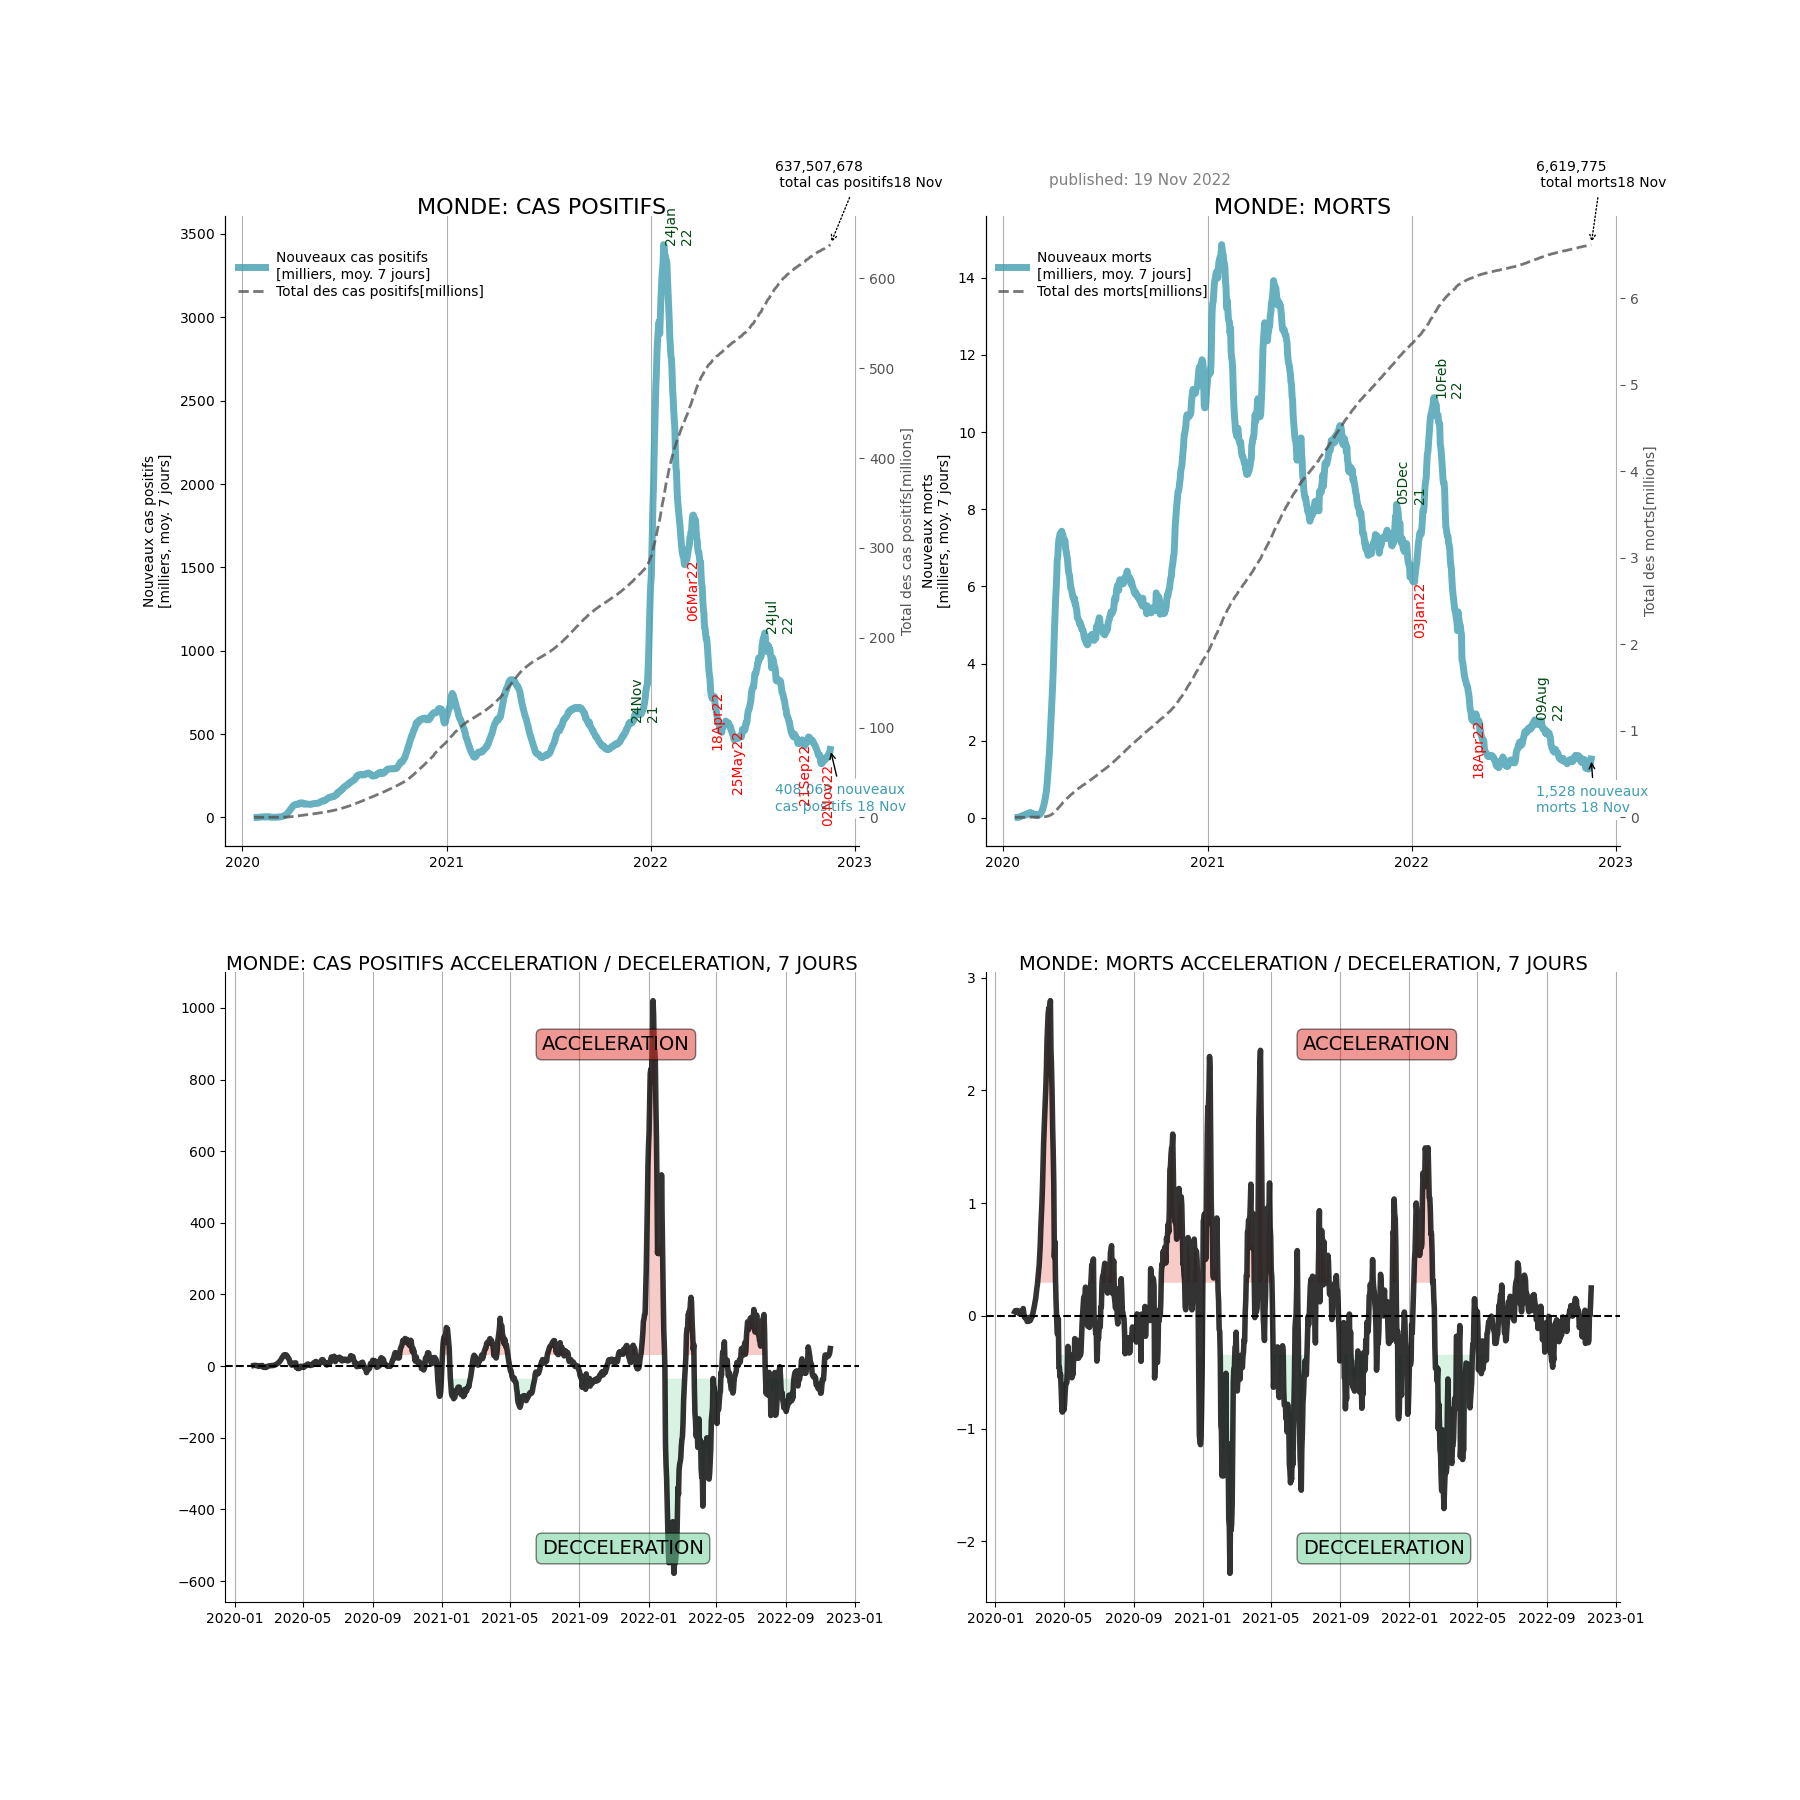 637,507,678
total cas positifs18 Nov
published: 19 Nov 2022
6,619,775
total morts18 Nov
MONDE: CAS POSITIFS
MONDE: MORTS
Nouveaux cas positifs
[milliers, moy. 7 jours]
Total des cas positifs[millions]
3500
3000
2500
2000
1500
1000
500
0
Nouveaux cas positifs
[milliers, moy. 7 jours]
600
500
400
300
200
100
0
Total des cas positifs[millions]
24Jan
22
24Nov
21
06Mar22
18Apr22
25May22
24Jul
22
21Sep22
02Nov22
nouveaux
cas positifs 18 Nov
2020
2021
2022
2023
Nouveaux morts
[milliers, moy. 7 jours]
Total des morts[millions]
14
12
10
8
6
4
2
0
Nouveaux morts
[milliers, moy. 7 jours]
6
5
4
3
2
1
0
Total des morts[millions]
05Dec
21
03Jan22
10Feb
22
18Apr22
09Aug
22
1,528 nouveaux
morts 18 Nov
2020
2021
2022
2023
MONDE: CAS POSITIFS ACCELERATION / DECELERATION, 7 JOURS
1000
800
600
400
200
0
−200
−400
−600
ACCELERATION
DECCELERATION
2020-01 2020-05 2020-09 2021-01 2021-05 2021-09 2022-01 2022-05 2022-09 2023-01
MONDE: MORTS ACCELERATION / DECELERATION, 7 JOURS
3
2
1
0
−1
−2
ACCELERATION
DECCELERATION
2020-01 2020-05 2020-09 2021-01 2021-05 2021-09 2022-01 2022-05 2022-09 2023-01